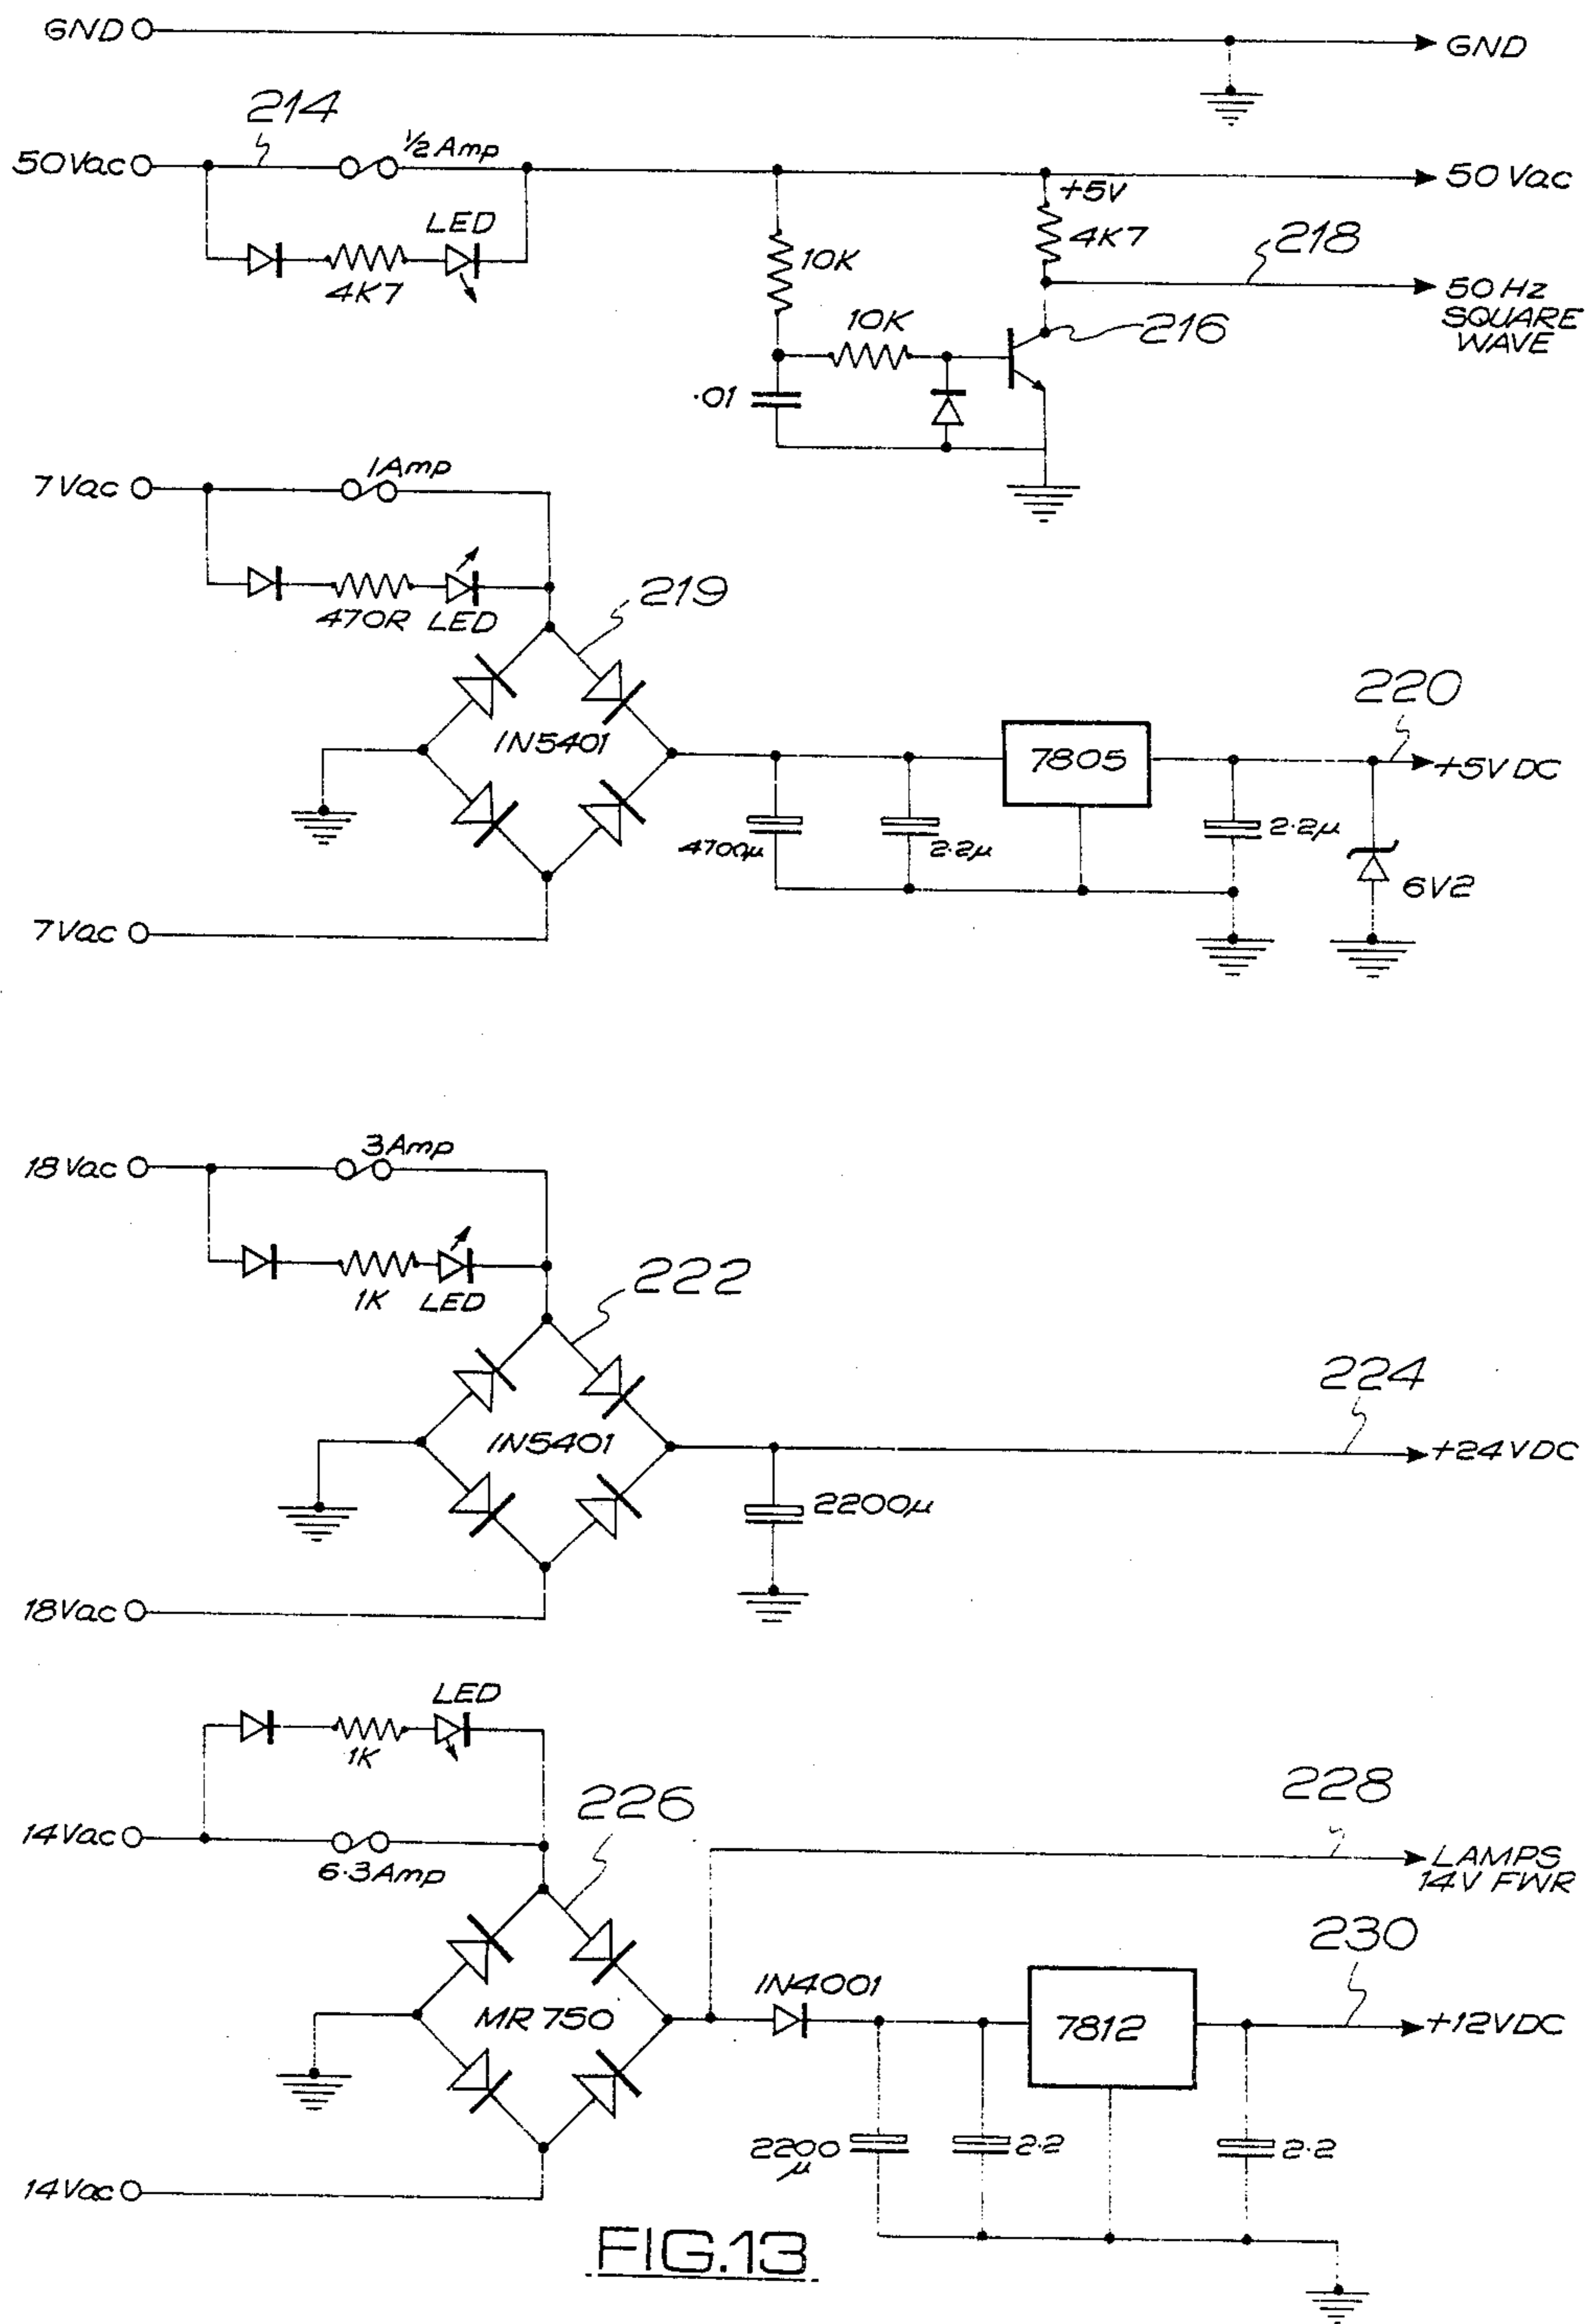 GND
GND
214
50Vac
1/2 Amp
50 Vac
+5V
LED
4K7
4K7
218
10K
50 Hz
SQUARE
WAVE
10K
216
.01
7Vac
1Amp
470R
LED
219
IN5401
220
7805
+5V DC
4700µ
2.2µ
2.2µ
6V2
7Vac
18Vac
3Amp
1K
LED
222
IN5401
224
+24VDC
2200µ
18Vac
LED
1K
226
228
14Vac
6.3Amp
LAMPS
14V FWR
230
IN4001
MR750
7812
+12VDC
2200
µ
2.2
2.2
14Vac
FIG.13